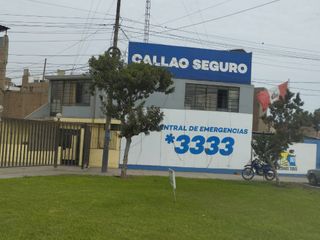 CALLAO SEGURO
CENTRAL DE EMERGENCIAS
*3333